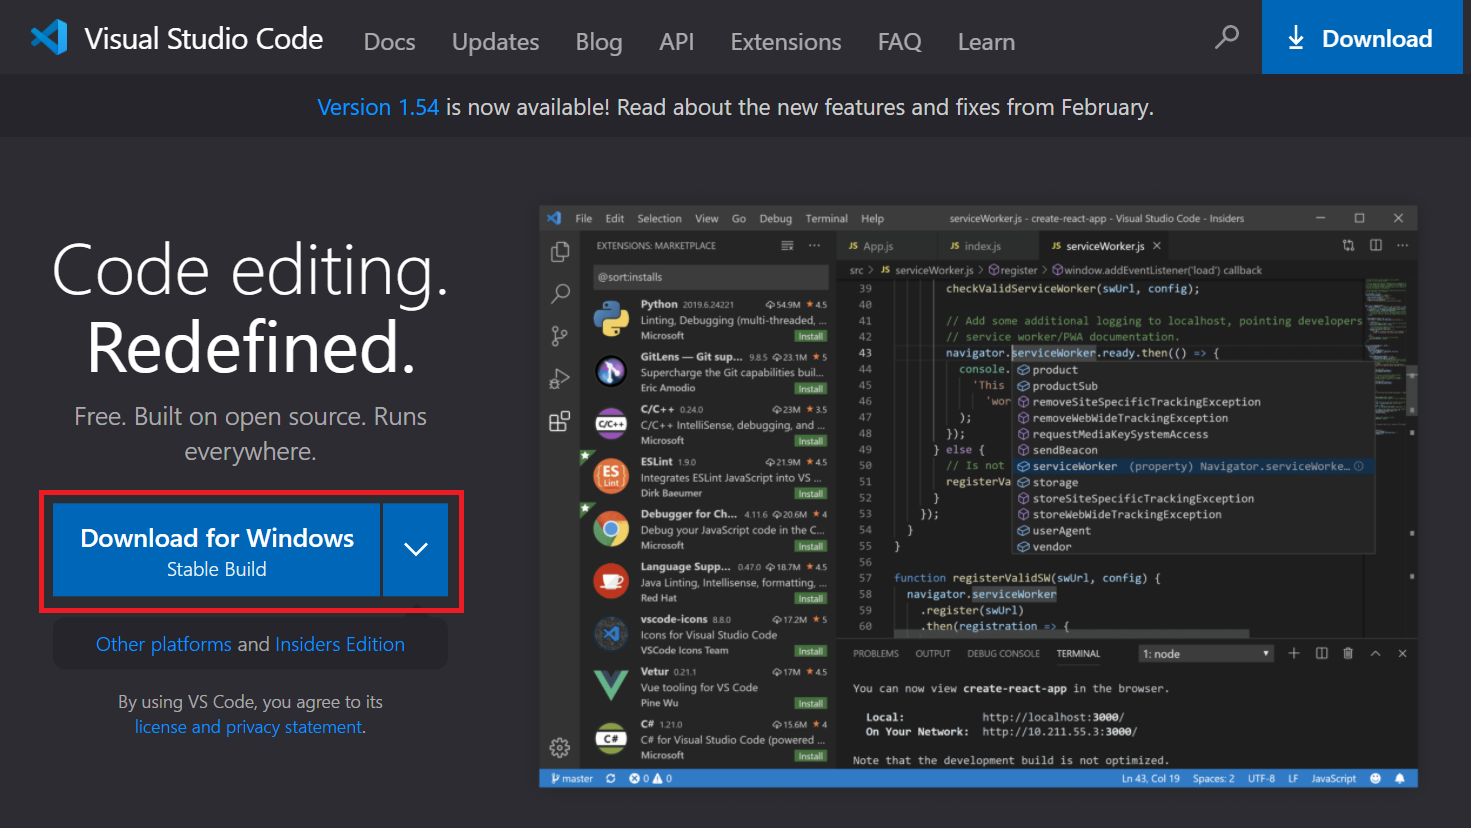 Visual Studio Code Docs Updates Blog API Extensions FAQ Learn Download
Version 1.54 is now available! Read about the new features and fixes from February.
Code editing.
Redefined.
Free. Built on open source. Runs
everywhere.
Download for Windows
Stable Build
Other platforms and Insiders Edition
By using VS Code, you agree to its
license and privacy statement.
File Edit Selection View Go Debug Terminal Help serviceWorker.js - create-react-app - Visual Studio Code - Insiders
EXTENSIONS: MARKETPLACE ···
@sort:installs
Python 2019.6.24221 54.9M ★ 4.5
Linting, Debugging (multi-threaded, ...
Microsoft Install
GitLens — Git sup... 9.8.5 23.1M ★ 5
Supercharge the Git capabilities buil...
Eric Amodio Install
C/C++
C/C++ 0.24.0 23M ★ 3.5
C/C++ IntelliSense, debugging, and ...
Microsoft Install
ES
Lint
ESLint 1.9.0 21.9M ★ 4.5
Integrates ESLint JavaScript into VS ...
Dirk Baeumer Install
Debugger for Ch... 4.11.6 20.6M ★ 4
Debug your JavaScript code in the C...
Microsoft Install
Language Supp... 0.47.0 18.7M ★ 4.5
Java Linting, Intellisense, formatting, ...
Red Hat Install
vscode-icons 8.8.0 17.2M ★ 5
Icons for Visual Studio Code
VSCode Icons Team Install
Vetur 0.21.1 17M ★ 4.5
Vue tooling for VS Code
Pine Wu Install
C#
C# 1.21.0 15.6M ★ 4
C# for Visual Studio Code (powered ...
Microsoft Install
JS App.js JS index.js JS serviceWorker.js ×
src > JS serviceWorker.js > register > window.addEventListener('load') callback
39 checkValidServiceWorker(swUrl, config);
40
41 // Add some additional logging to localhost, pointing developers
42 // service worker/PWA documentation.
43 navigator.serviceWorker.ready.then(() => {
44 console.
45 'This
46 'wor
47 );
48 });
49 } else {
50 // Is not
51 registerVa
52 }
53 });
54 }
55 }
56
57 function registerValidSW(swUrl, config) {
58 navigator.serviceWorker
59 .register(swUrl)
60 .then(registration => {
product
productSub
removeSiteSpecificTrackingException
removeWebWideTrackingException
requestMediaKeySystemAccess
sendBeacon
serviceWorker (property) Navigator.serviceWorke...
storage
storeSiteSpecificTrackingException
storeWebWideTrackingException
userAgent
vendor
PROBLEMS OUTPUT DEBUG CONSOLE TERMINAL 1: node
You can now view create-react-app in the browser.
Local: http://localhost:3000/
On Your Network: http://10.211.55.3:3000/
Note that the development build is not optimized.
master 0 0 Ln 43, Col 19 Spaces: 2 UTF-8 LF JavaScript